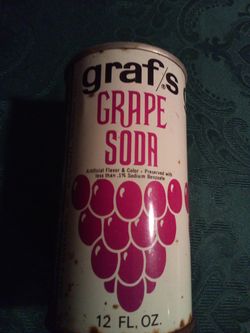 graf's
®
GRAPE
SODA
Artificial Flavor & Color - Preserved with
less than .1% Sodium Benzoate
12 FL. OZ.